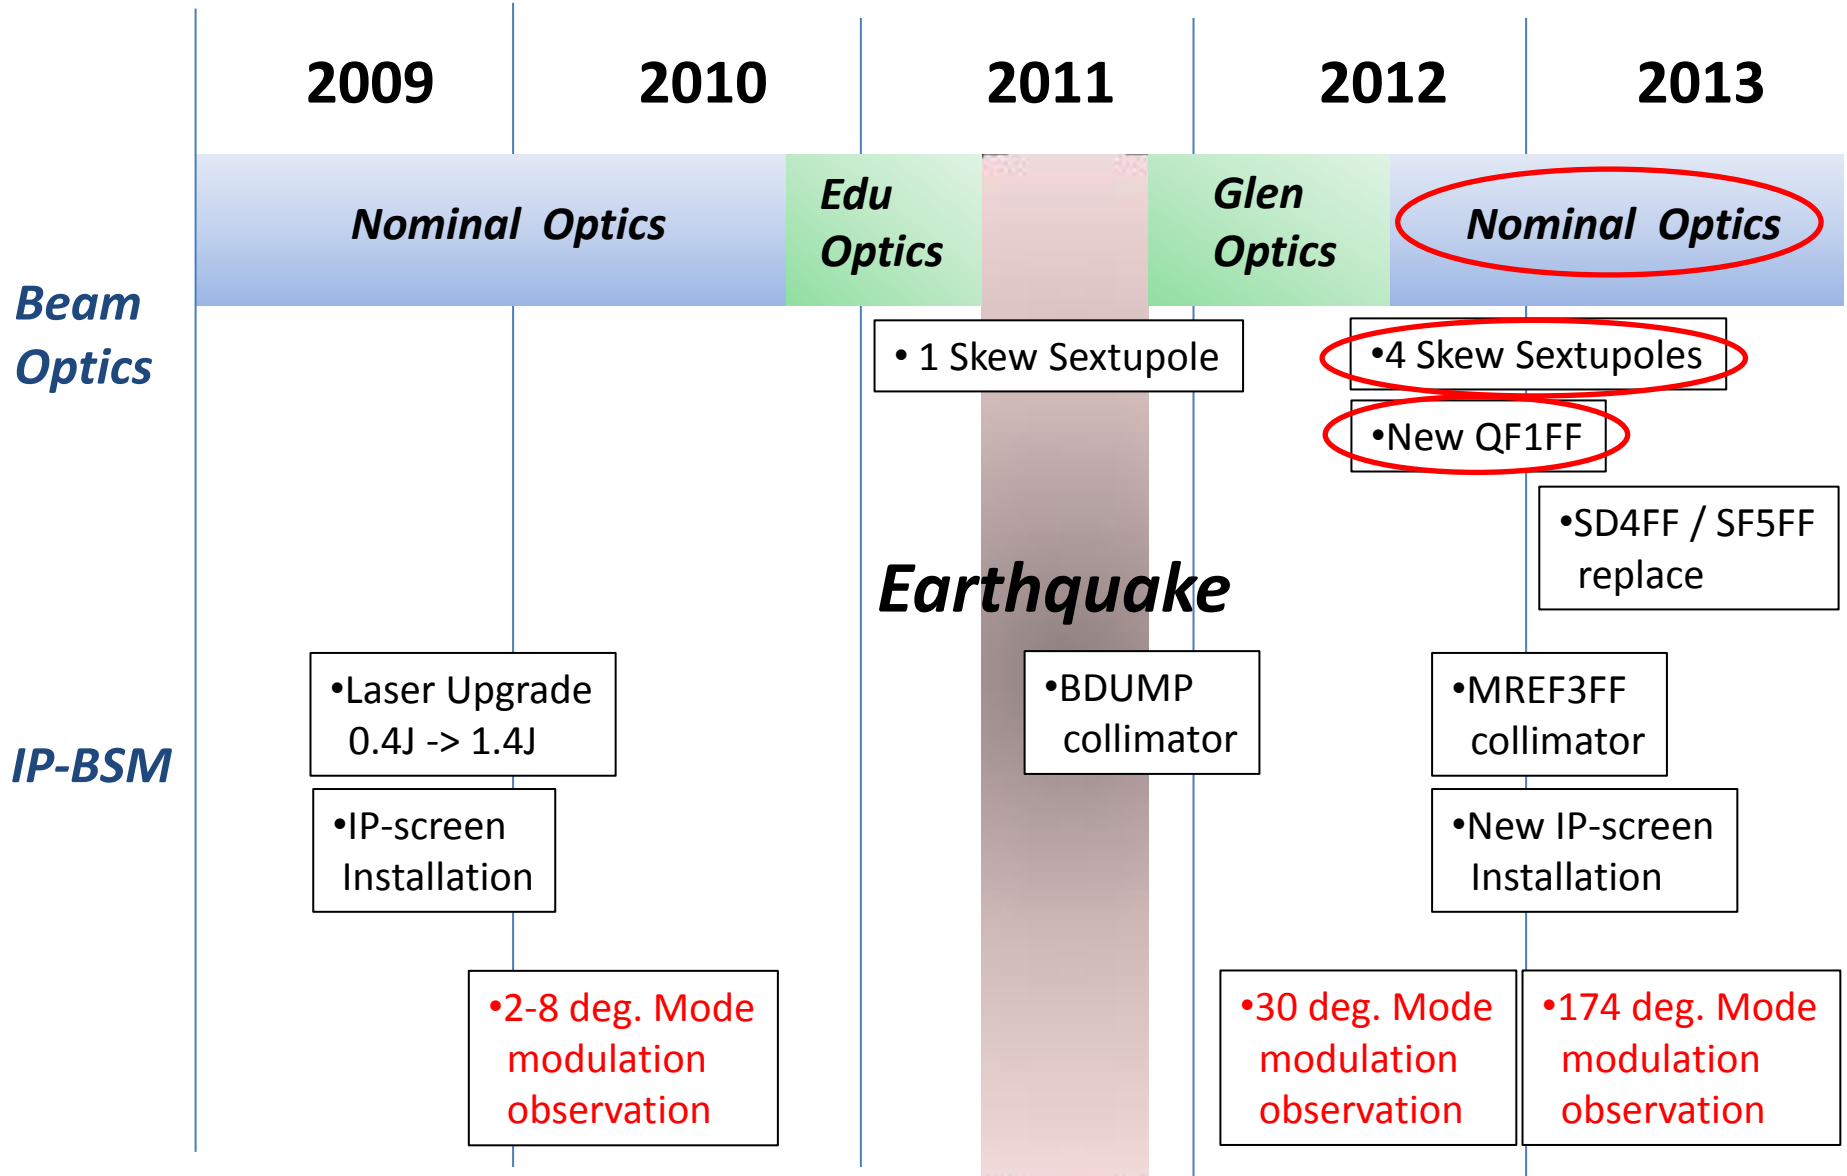 2009 2010 2011 2012 2013
Nominal Optics
Edu
Optics
Glen
Optics
Nominal Optics
Beam
Optics
• 1 Skew Sextupole
•4 Skew Sextupoles
•New QF1FF
•SD4FF / SF5FF
replace
Earthquake
IP-BSM
•Laser Upgrade
0.4J -> 1.4J
•BDUMP
collimator
•MREF3FF
collimator
•IP-screen
Installation
•New IP-screen
Installation
•2-8 deg. Mode
modulation
observation
•30 deg. Mode
modulation
observation
•174 deg. Mode
modulation
observation